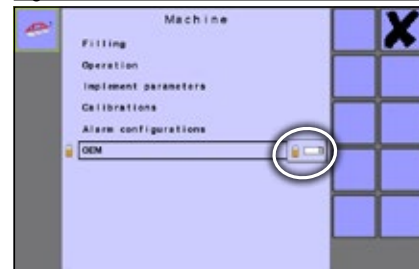 Machine
Filling
Operation
Implement parameters
Calibrations
Alarm configurations
OEM